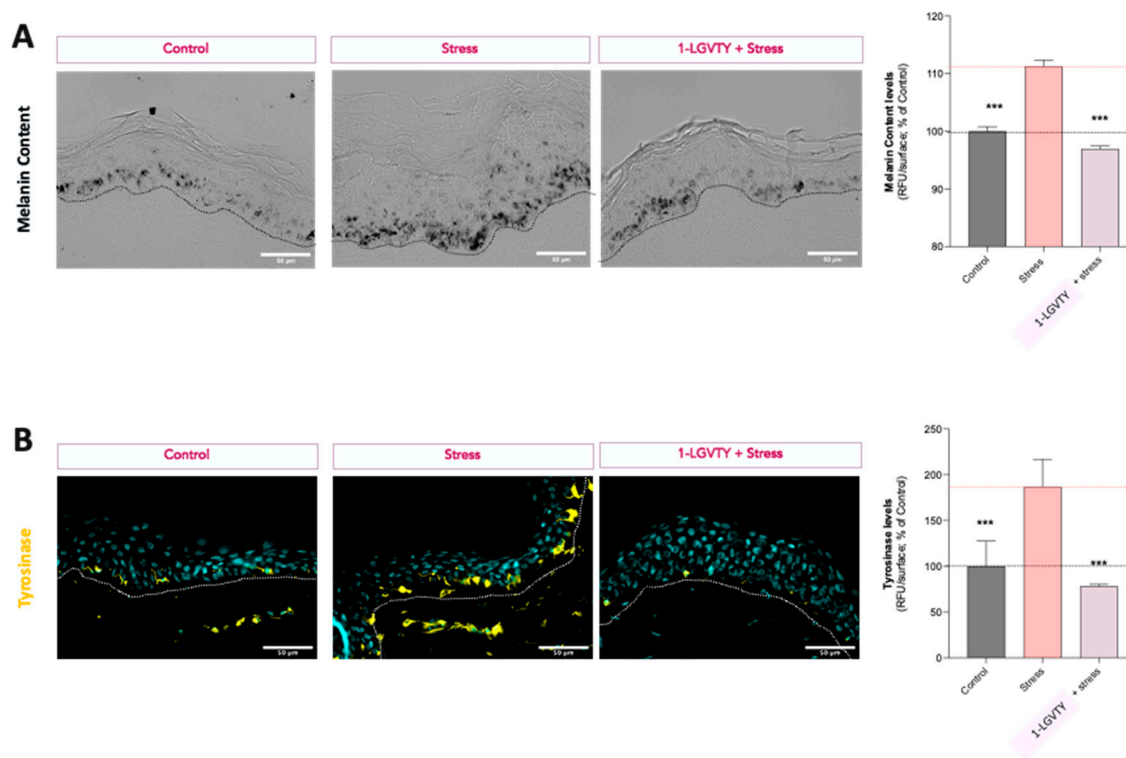 A
Control
Stress
1-LGVTY + Stress
Melanin Content
50 µm
50 µm
50 µm
Melanin Content levels
(RFU/surface; % of Control)
120
110
100
90
80
***
***
Control
Stress
1-LGVTY + stress
B
Control
Stress
1-LGVTY + Stress
Tyrosinase
50 µm
50 µm
50 µm
Tyrosinase levels
(RFU/surface; % of Control)
250
200
150
100
50
0
***
***
Control
Stress
1-LGVTY + stress